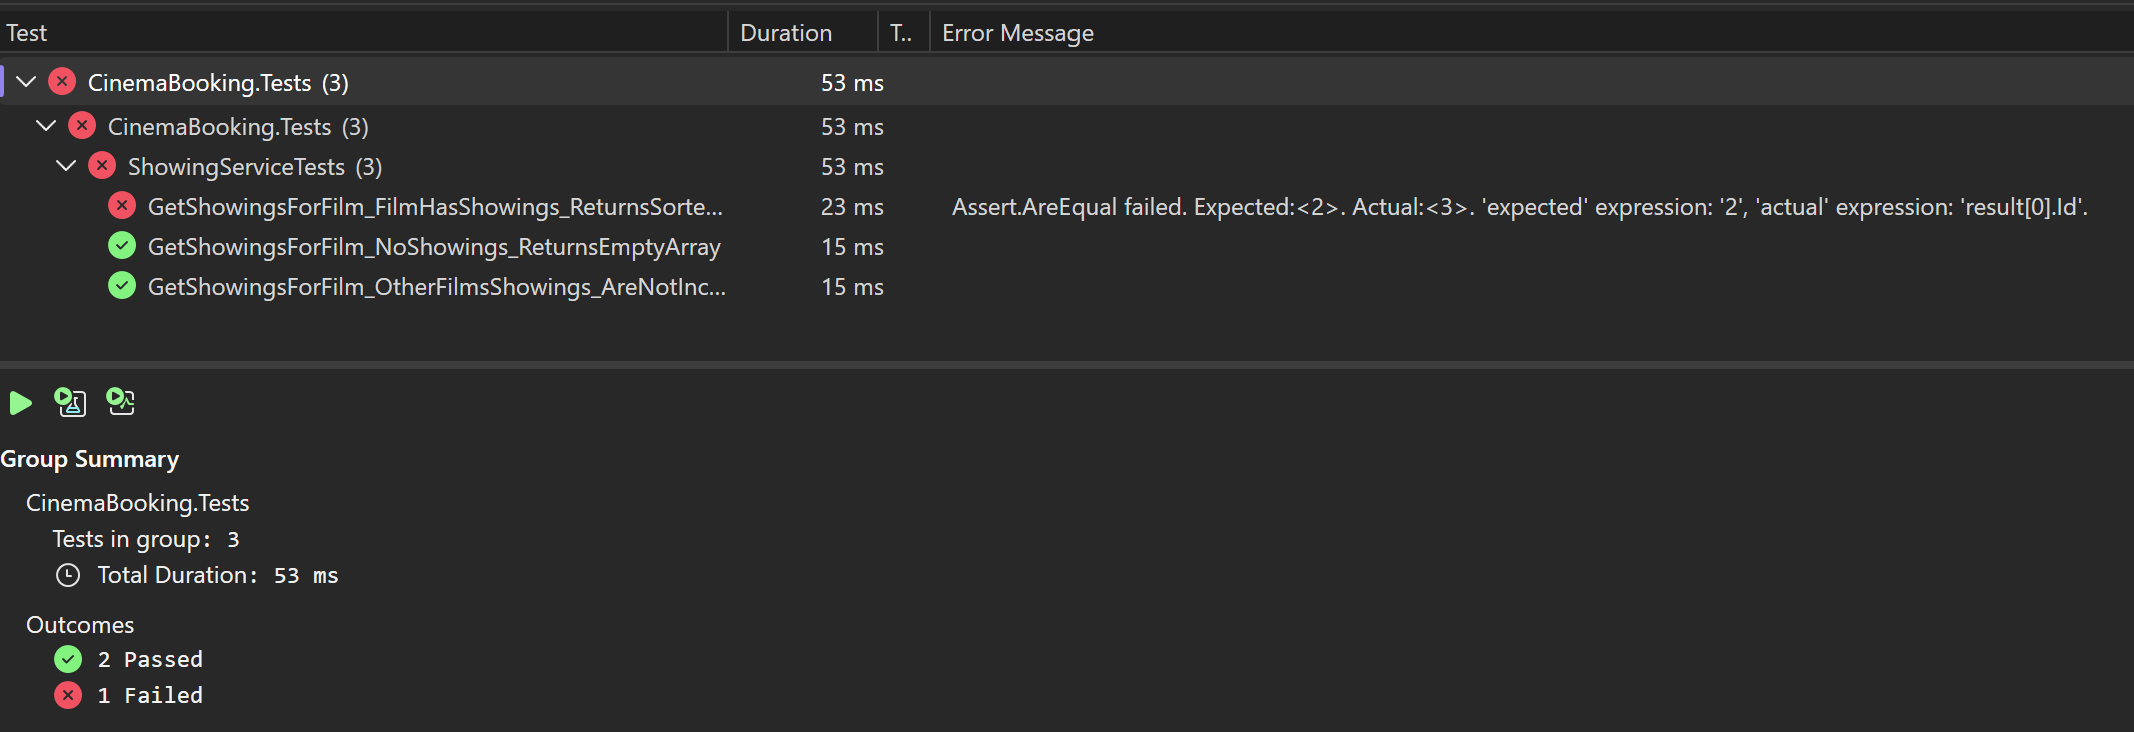 Test Duration T.. Error Message
CinemaBooking.Tests (3) 53 ms
CinemaBooking.Tests (3) 53 ms
ShowingServiceTests (3) 53 ms
GetShowingsForFilm_FilmHasShowings_ReturnsSorte... 23 ms Assert.AreEqual failed. Expected:<2>. Actual:<3>. 'expected' expression: '2', 'actual' expression: 'result[0].Id'.
GetShowingsForFilm_NoShowings_ReturnsEmptyArray 15 ms
GetShowingsForFilm_OtherFilmsShowings_AreNotInc... 15 ms
Group Summary
CinemaBooking.Tests
Tests in group: 3
Total Duration: 53 ms
Outcomes
2 Passed
1 Failed